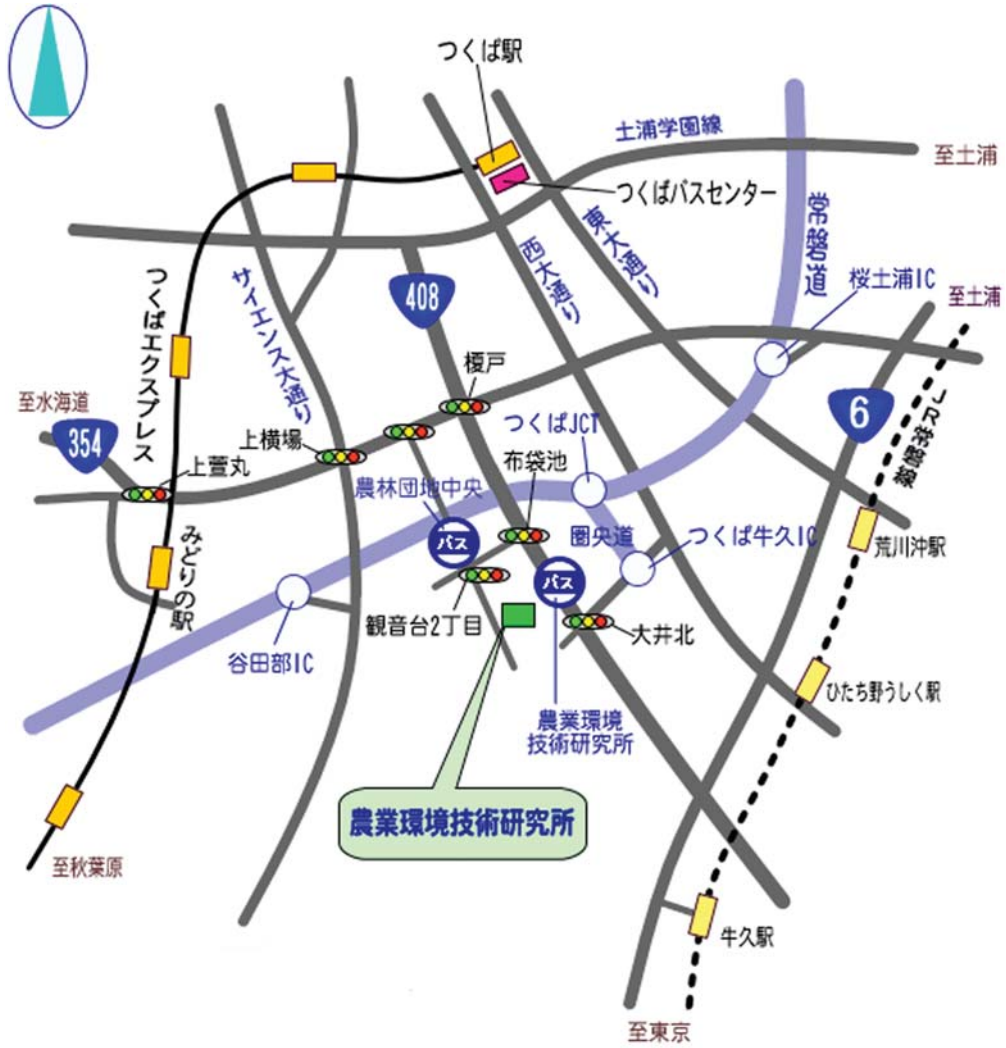 つくば駅
土浦学園線
至土浦
つくばバスセンター
常磐道
東大通り
西大通り
桜土浦IC
至土浦
つくばエクスプレス
サイエンス大通り
408
榎戸
至水海道
354
上横場
つくばJCT
6
JR常磐線
上萱丸
農林団地中央
布袋池
みどりの駅
バス
圏央道
つくば牛久IC
荒川沖駅
バス
観音台2丁目
大井北
谷田部IC
ひたち野うしく駅
農業環境
技術研究所
農業環境技術研究所
至秋葉原
牛久駅
至東京